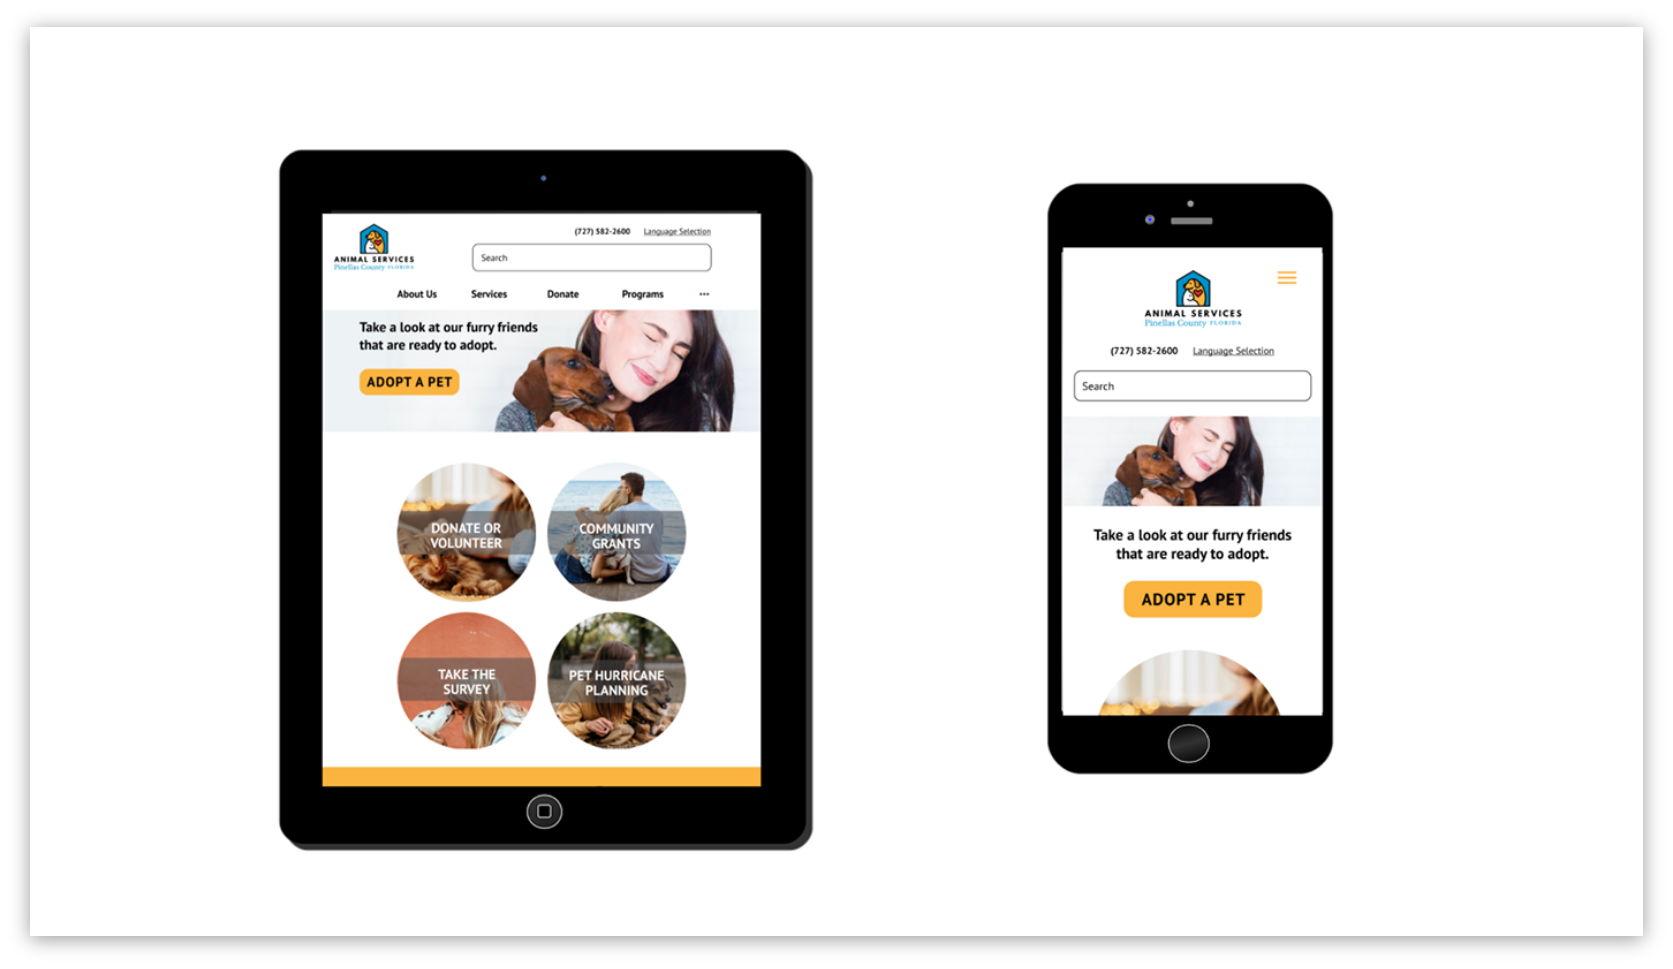 ANIMAL SERVICES
Pinellas County FLORIDA
(727) 582-2600 Language Selection
Search
About Us Services Donate Programs ...
Take a look at our furry friends
that are ready to adopt.
ADOPT A PET
DONATE OR
VOLUNTEER
COMMUNITY
GRANTS
TAKE THE
SURVEY
PET HURRICANE
PLANNING
ANIMAL SERVICES
Pinellas County FLORIDA
(727) 582-2600 Language Selection
Search
Take a look at our furry friends
that are ready to adopt.
ADOPT A PET